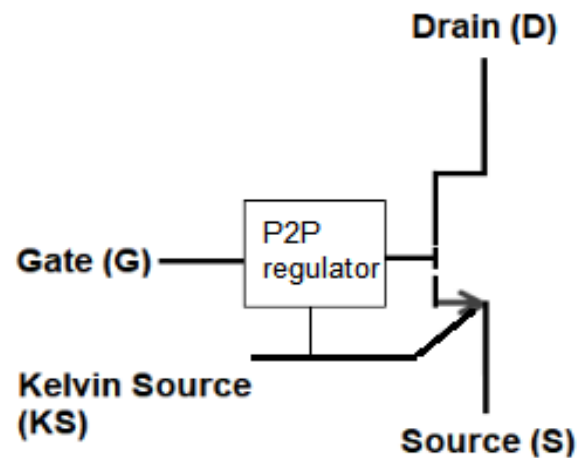 Drain (D)
P2P
regulator
Gate (G)
Kelvin Source
(KS)
Source (S)